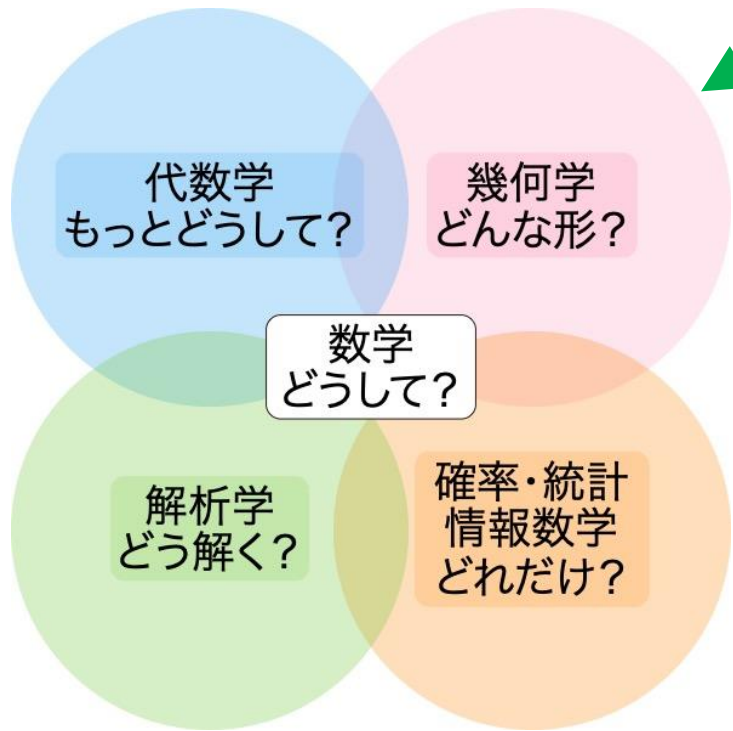 代数学
もっとどうして?
幾何学
どんな形?
数学
どうして?
解析学
どう解く?
確率・統計
情報数学
どれだけ?